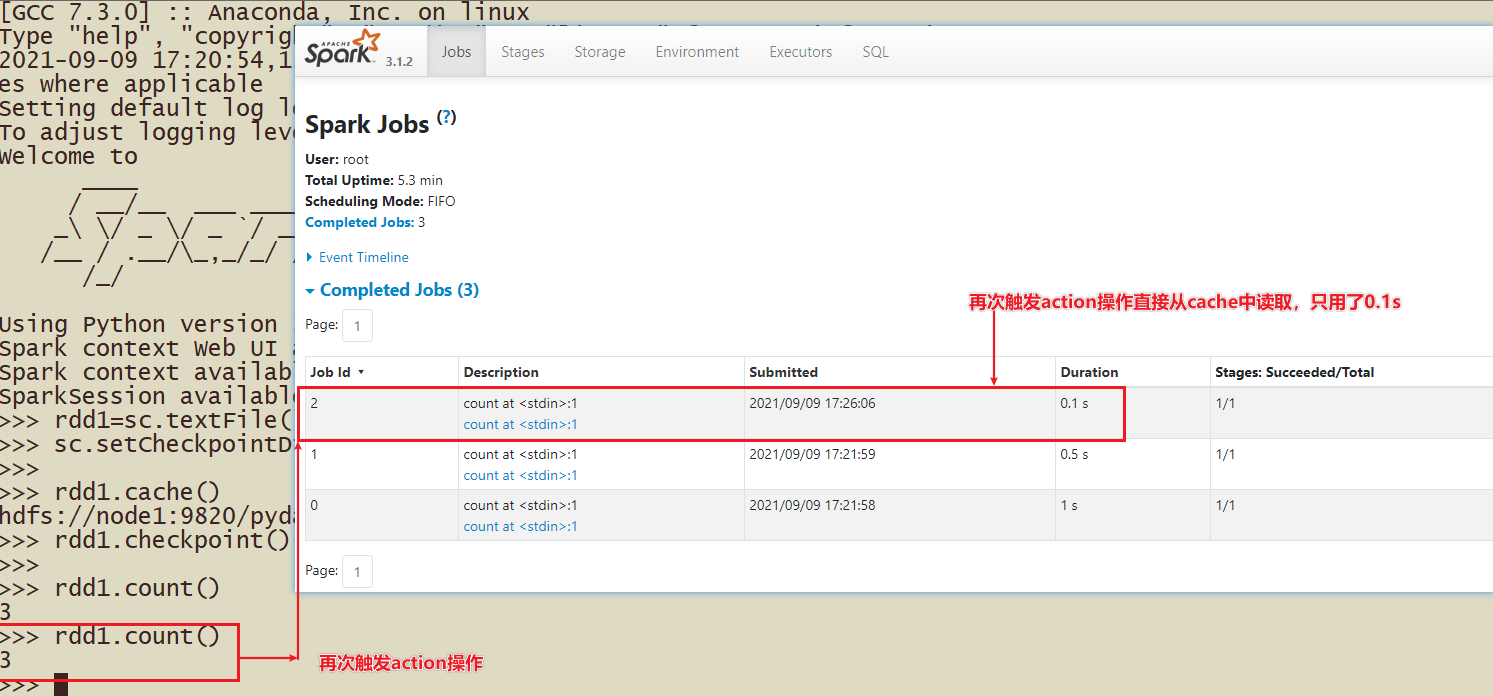 [GCC 7.3.0] :: Anaconda, Inc. on linux
Type "help", "copyrig
2021-09-09 17:20:54,1
es where applicable
Setting default log l
To adjust logging leve
Welcome to
Using Python version
Spark context Web UI
Spark context availab
SparkSession available
>>> rdd1=sc.textFile(
>>> sc.setCheckpointD
>>>
>>> rdd1.cache()
hdfs://node1:9820/pyda
>>> rdd1.checkpoint()
>>>
>>> rdd1.count()
3
>>> rdd1.count()
3
>>>
再次触发action操作
APACHE Spark 3.1.2 Jobs Stages Storage Environment Executors SQL
Spark Jobs (?)
User: root
Total Uptime: 5.3 min
Scheduling Mode: FIFO
Completed Jobs: 3
Event Timeline
Completed Jobs (3)
再次触发action操作直接从cache中读取，只用了0.1s
Page: 1
Job Id Description Submitted Duration Stages: Succeeded/Total
2 count at <stdin>:1 2021/09/09 17:26:06 0.1 s 1/1
count at <stdin>:1
1 count at <stdin>:1 2021/09/09 17:21:59 0.5 s 1/1
count at <stdin>:1
0 count at <stdin>:1 2021/09/09 17:21:58 1 s 1/1
count at <stdin>:1
Page: 1